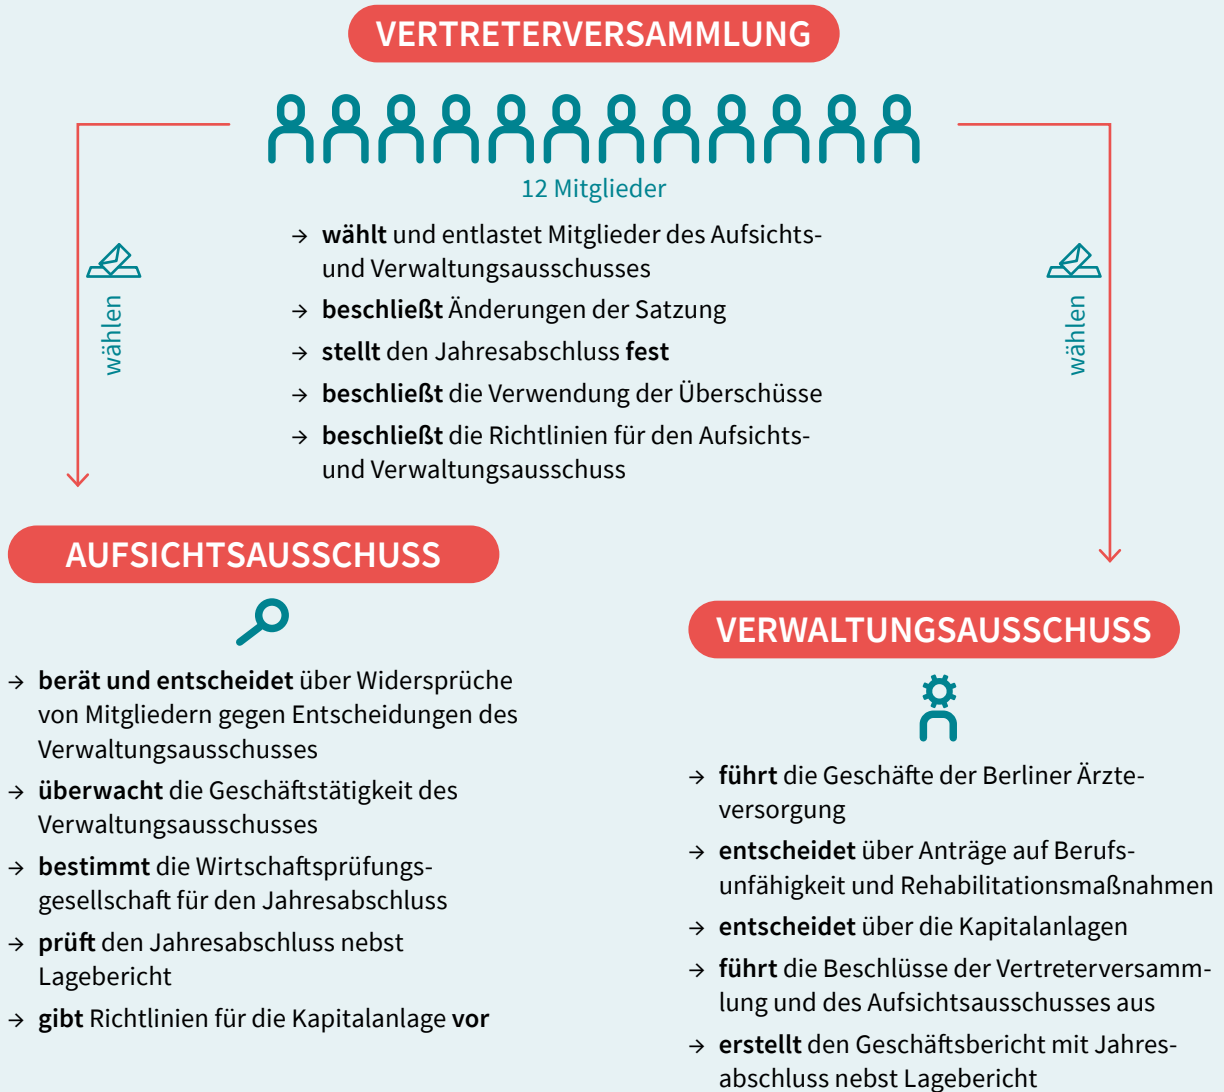 VERTRETERVERSAMMLUNG
12 Mitglieder
→ wählt und entlastet Mitglieder des Aufsichts-
und Verwaltungsausschusses
→ beschließt Änderungen der Satzung
→ stellt den Jahresabschluss fest
→ beschließt die Verwendung der Überschüsse
→ beschließt die Richtlinien für den Aufsichts-
und Verwaltungsausschuss
wählen
wählen
AUFSICHTSAUSSCHUSS
→ berät und entscheidet über Widersprüche
von Mitgliedern gegen Entscheidungen des
Verwaltungsausschusses
→ überwacht die Geschäftstätigkeit des
Verwaltungsausschusses
→ bestimmt die Wirtschaftsprüfungs-
gesellschaft für den Jahresabschluss
→ prüft den Jahresabschluss nebst
Lagebericht
→ gibt Richtlinien für die Kapitalanlage vor
VERWALTUNGSAUSSCHUSS
→ führt die Geschäfte der Berliner Ärzte-
versorgung
→ entscheidet über Anträge auf Berufs-
unfähigkeit und Rehabilitationsmaßnahmen
→ entscheidet über die Kapitalanlagen
→ führt die Beschlüsse der Vertreterversamm-
lung und des Aufsichtsausschusses aus
→ erstellt den Geschäftsbericht mit Jahres-
abschluss nebst Lagebericht